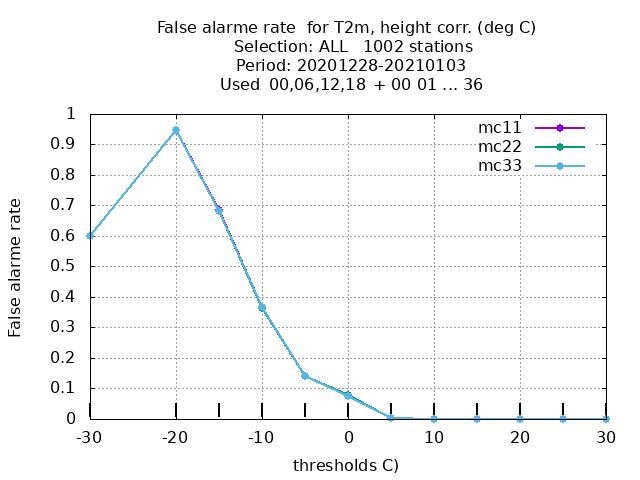 False alarme rate  for T2m, height corr. (deg C)
Selection: ALL   1002 stations
Period: 20201228-20210103
Used  00,06,12,18  + 00 01 ... 36
mc11
mc22
mc33
False alarme rate
1
0.9
0.8
0.7
0.6
0.5
0.4
0.3
0.2
0.1
0
-30 -20 -10 0 10 20 30
thresholds C)